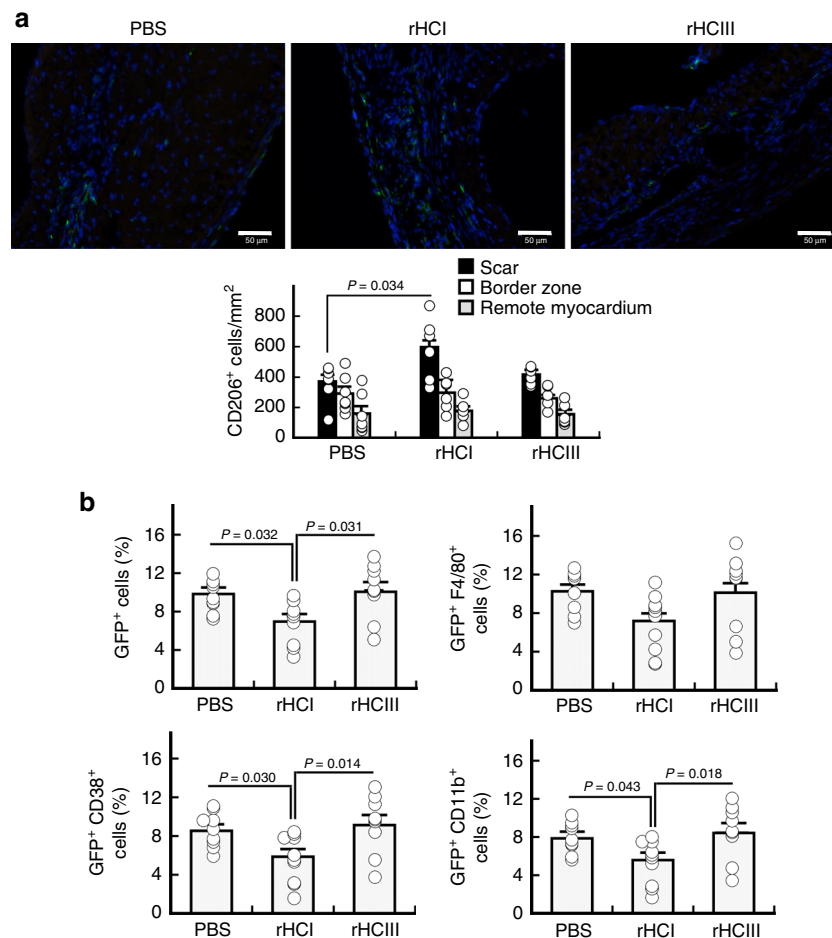 a
PBS
rHCI
rHCIII
50 µm
50 µm
50 µm
Scar
Border zone
Remote myocardium
P = 0.034
CD206⁺ cells/mm²
800
600
400
200
0
PBS
rHCI
rHCIII
b
GFP⁺ cells (%)
16
12
8
4
0
P = 0.032
P = 0.031
PBS
rHCI
rHCIII
GFP⁺ F4/80⁺
cells (%)
16
12
8
4
0
PBS
rHCI
rHCIII
GFP⁺ CD38⁺
cells (%)
16
12
8
4
0
P = 0.030
P = 0.014
PBS
rHCI
rHCIII
GFP⁺ CD11b⁺
cells (%)
16
12
8
4
0
P = 0.043
P = 0.018
PBS
rHCI
rHCIII